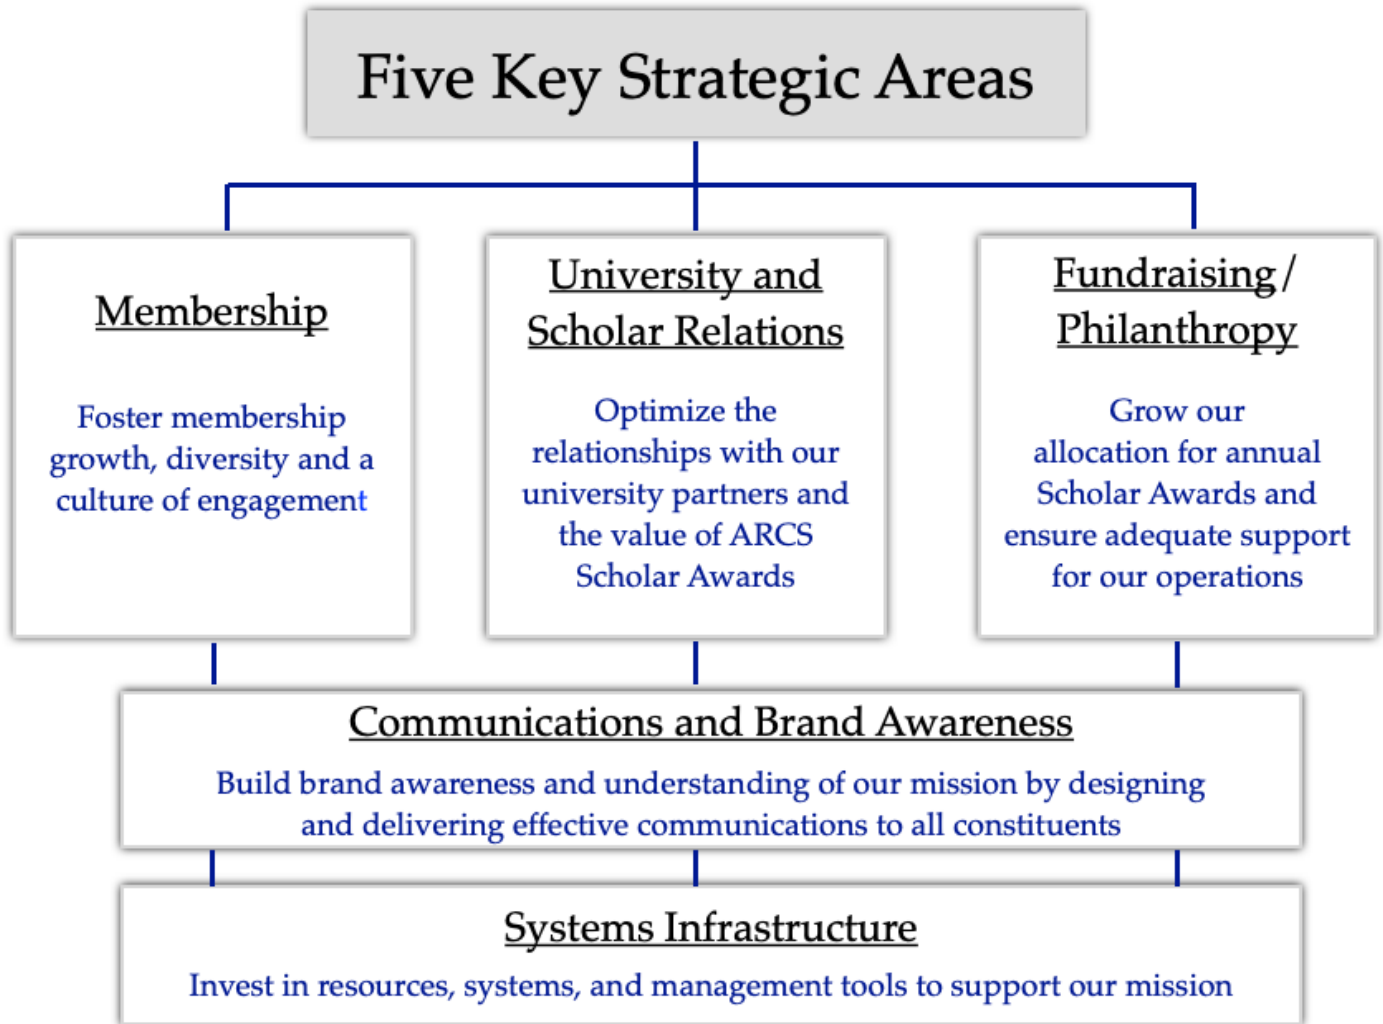 Five Key Strategic Areas
Membership
Foster membership
growth, diversity and a
culture of engagement
University and
Scholar Relations
Optimize the
relationships with our
university partners and
the value of ARCS
Scholar Awards
Fundraising/
Philanthropy
Grow our
allocation for annual
Scholar Awards and
ensure adequate support
for our operations
Communications and Brand Awareness
Build brand awareness and understanding of our mission by designing
and delivering effective communications to all constituents
Systems Infrastructure
Invest in resources, systems, and management tools to support our mission